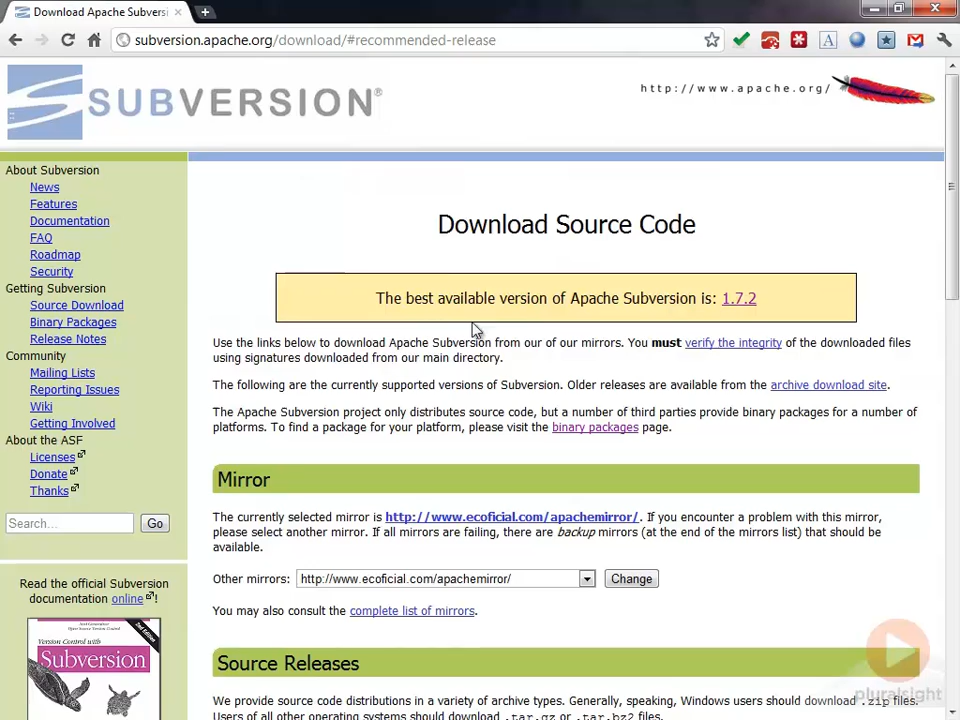 Download Apache Subversi
subversion.apache.org/download/#recommended-release
SUBVERSION®
http://www.apache.org/
About Subversion
News
Features
Documentation
FAQ
Roadmap
Security
Getting Subversion
Source Download
Binary Packages
Release Notes
Community
Mailing Lists
Reporting Issues
Wiki
Getting Involved
About the ASF
Licenses
Donate
Thanks
Search...
Go
Read the official Subversion
documentation online !
2nd Edition
Version Control with
Subversion
Download Source Code
The best available version of Apache Subversion is: 1.7.2
Use the links below to download Apache Subversion from our of our mirrors. You must verify the integrity of the downloaded files
using signatures downloaded from our main directory.
The following are the currently supported versions of Subversion. Older releases are available from the archive download site.
The Apache Subversion project only distributes source code, but a number of third parties provide binary packages for a number of
platforms. To find a package for your platform, please visit the binary packages page.
Mirror
The currently selected mirror is http://www.ecoficial.com/apachemirror/. If you encounter a problem with this mirror,
please select another mirror. If all mirrors are failing, there are backup mirrors (at the end of the mirrors list) that should be
available.
Other mirrors: http://www.ecoficial.com/apachemirror/ Change
You may also consult the complete list of mirrors.
Source Releases
We provide source code distributions in a variety of archive types. Generally, speaking, Windows users should download .zip files.
Users of all other operating systems should download .tar.gz or .tar.bz2 files.
pluralsight